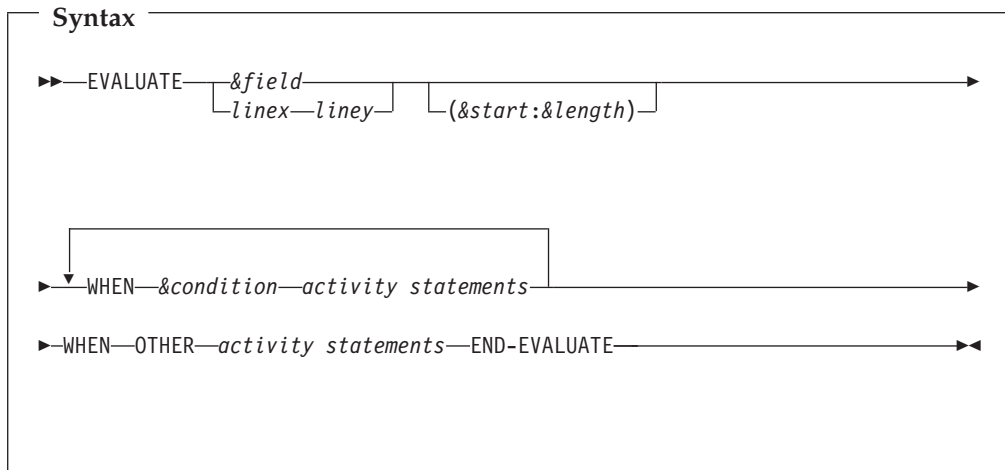 Syntax
EVALUATE &field
linex liney (&start:&length)
WHEN &condition activity statements
WHEN OTHER activity statements END-EVALUATE